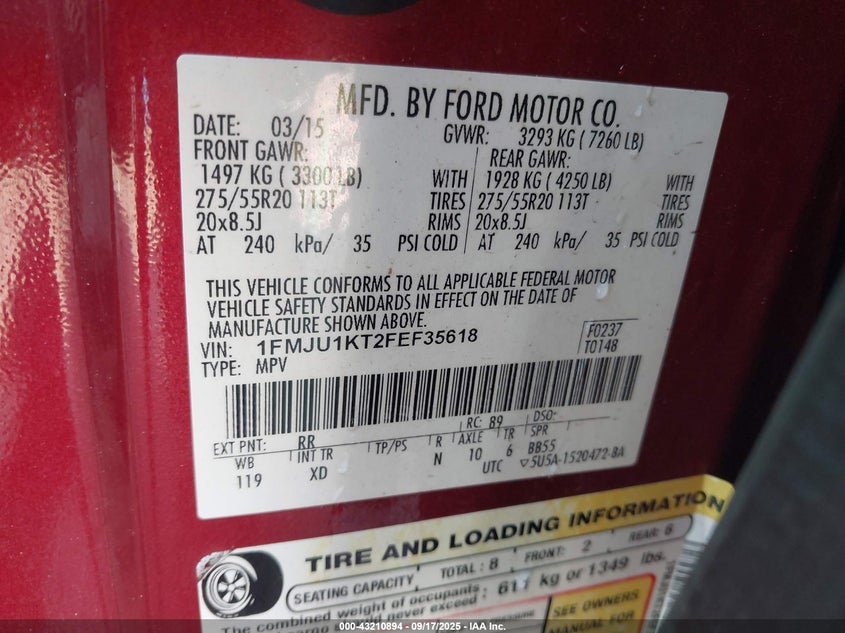 MFD. BY FORD MOTOR CO.
DATE: 03/15 GVWR: 3293 KG ( 7260 LB)
FRONT GAWR: REAR GAWR:
1497 KG ( 3300 LB) WITH 1928 KG ( 4250 LB) WITH
275/55R20 113T TIRES 275/55R20 113T TIRES
20x8.5J RIMS 20x8.5J RIMS
AT 240 kPa/ 35 PSI COLD AT 240 kPa/ 35 PSI COLD
THIS VEHICLE CONFORMS TO ALL APPLICABLE FEDERAL MOTOR
VEHICLE SAFETY STANDARDS IN EFFECT ON THE DATE OF
MANUFACTURE SHOWN ABOVE.
VIN: 1FMJU1KT2FEF35618 F0237
TYPE: MPV T0148
EXT PNT: RR RC: 89 DSO:
WB INT TR TP/PS R AXLE TR SPR
119 XD N 10 6 BB55
UTC ▽5U5A-1520472-BA
TIRE AND LOADING INFORMATION
SEATING CAPACITY TOTAL : 8 FRONT: 2 REAR: 6
The combined weight of occupants
never exceed : 611 kg or 1349 lbs.
SEE OWNERS
MANUAL FOR
000-43210894 - 09/17/2025 - IAA Inc.